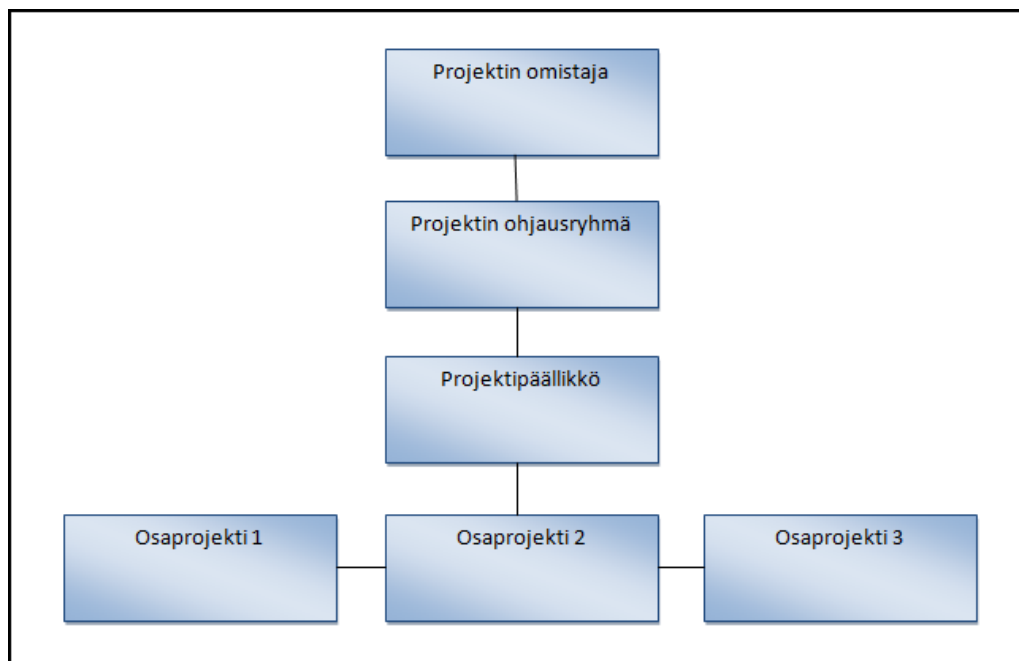 Projektin omistaja
Projektin ohjausryhmä
Projektipäällikkö
Osaprojekti 1
Osaprojekti 2
Osaprojekti 3